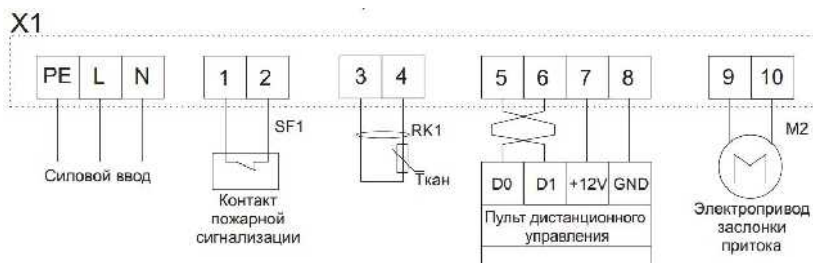 X1
PE L N 1 2 3 4 5 6 7 8 9 10
SF1
RK1
M2
Силовой ввод
Контакт
пожарной
сигнализации
Tкан
D0 D1 +12V GND
Пульт дистанционного
управления
Электропривод
заслонки
притока